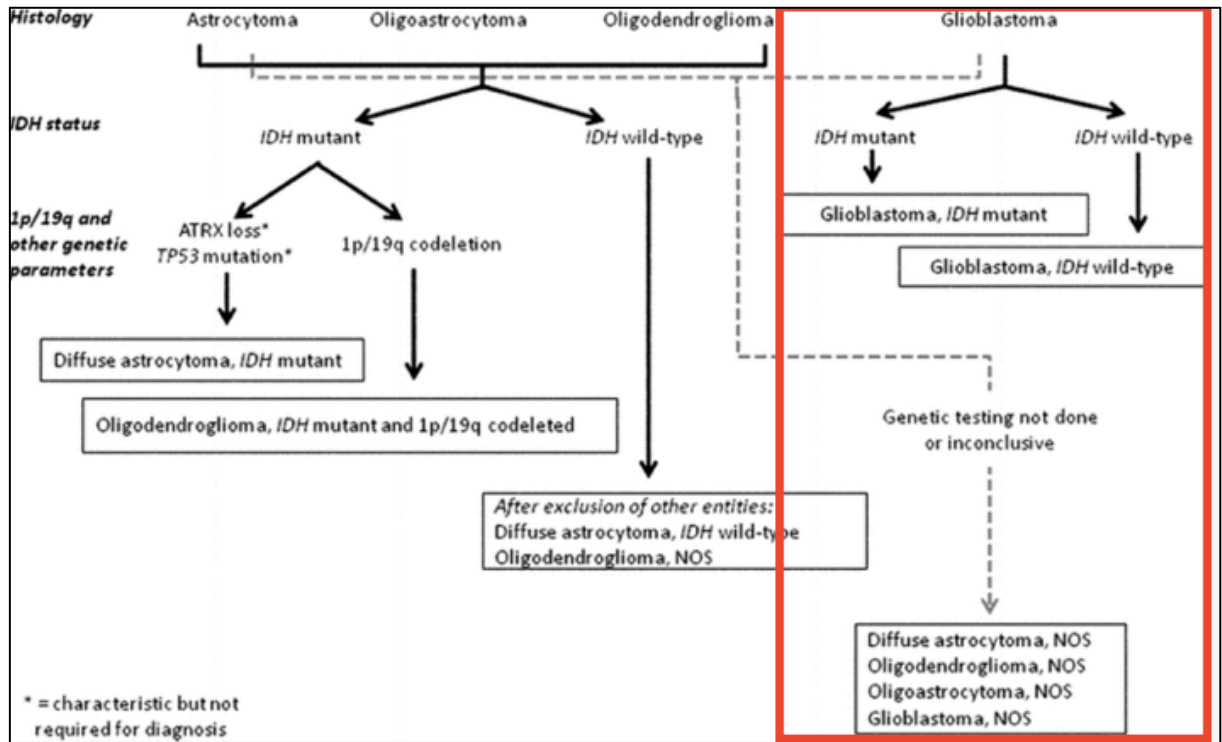 Histology
Astrocytoma
Oligoastrocytoma
Oligodendroglioma
Glioblastoma
IDH status
IDH mutant
IDH wild-type
IDH mutant
IDH wild-type
1p/19q and
other genetic
parameters
ATRX loss*
TP53 mutation*
1p/19q codeletion
Glioblastoma, IDH mutant
Glioblastoma, IDH wild-type
Diffuse astrocytoma, IDH mutant
Oligodendroglioma, IDH mutant and 1p/19q codeleted
Genetic testing not done
or inconclusive
After exclusion of other entities:
Diffuse astrocytoma, IDH wild-type
Oligodendroglioma, NOS
Diffuse astrocytoma, NOS
Oligodendroglioma, NOS
Oligoastrocytoma, NOS
Glioblastoma, NOS
* = characteristic but not
required for diagnosis